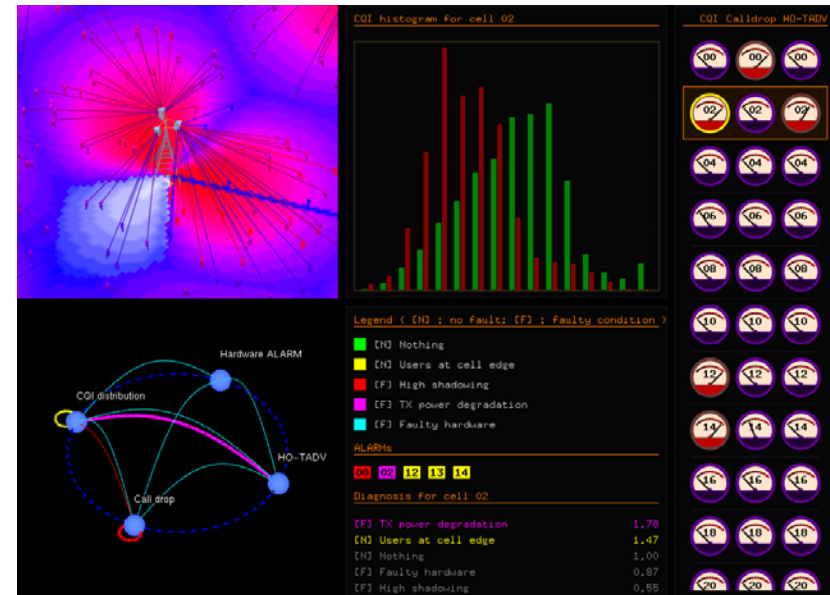 CQI histogram for cell 02
CQI Calldrop HO-TADV
00 00 00
02 02 02
04 04 04
06 06 06
08 08 08
10 10 10
12 12 12
14 14 14
16 16 16
18 18 18
20 20 20
Hardware ALARM
CQI distribution
HO-TADV
Call drop
Legend ( [N] : no fault; [F] : faulty condition )
[N] Nothing
[N] Users at cell edge
[F] High shadowing
[F] TX power degradation
[F] Faulty hardware
ALARMs
00 02 12 13 14
Diagnosis for cell 02
[F] TX power degradation 1.78
[N] Users at cell edge 1.47
[N] Nothing 1.00
[F] Faulty hardware 0.87
[F] High shadowing 0.55